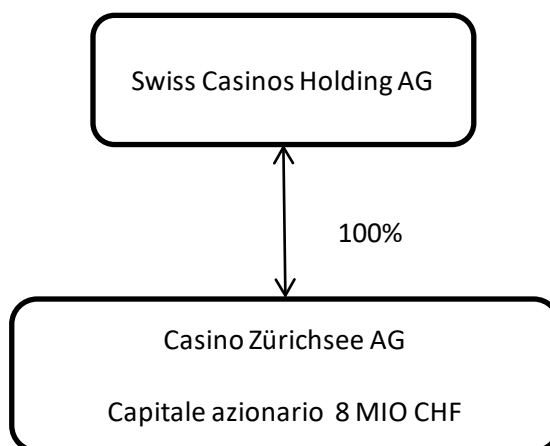 Swiss Casinos Holding AG
100%
Casino Zürichsee AG
Capitale azionario 8 MIO CHF